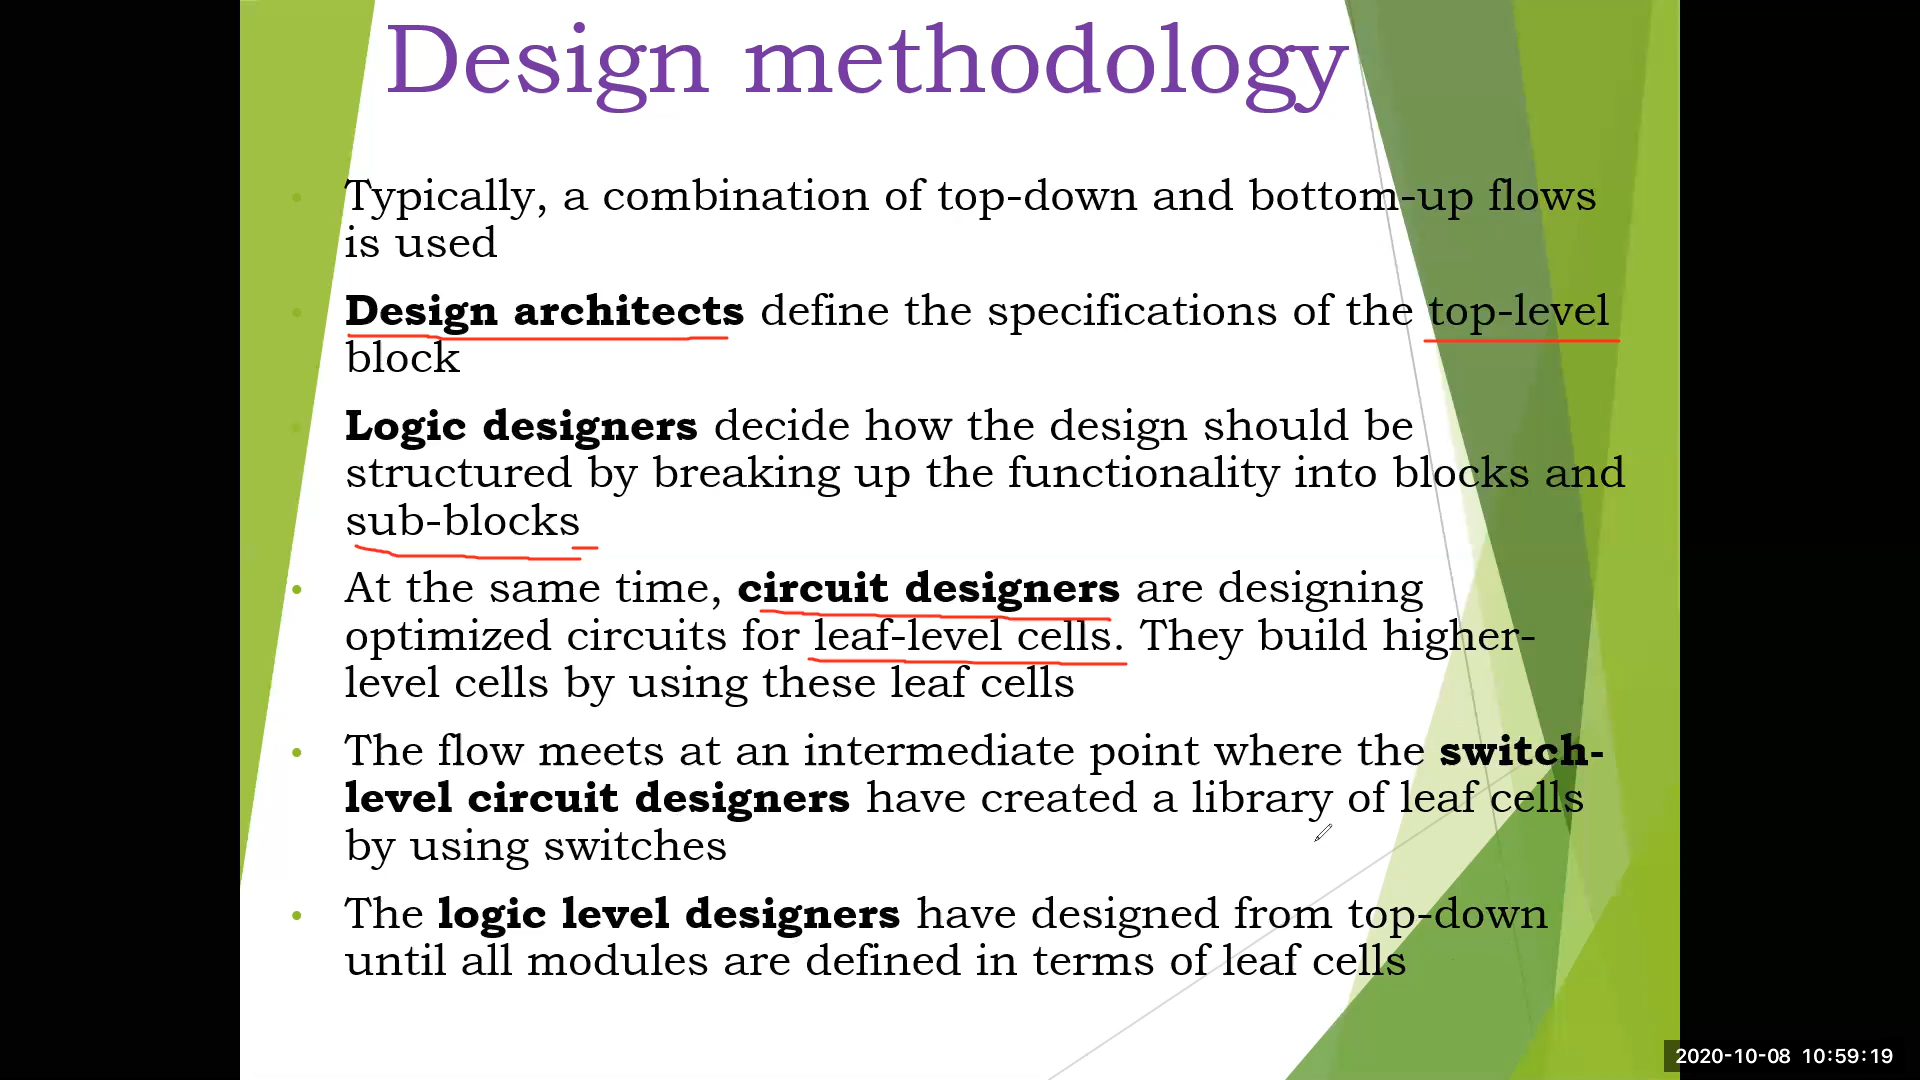 Design methodology
• Typically, a combination of top-down and bottom-up flows
is used
• Design architects define the specifications of the top-level
block
• Logic designers decide how the design should be
structured by breaking up the functionality into blocks and
sub-blocks
• At the same time, circuit designers are designing
optimized circuits for leaf-level cells. They build higher-
level cells by using these leaf cells
• The flow meets at an intermediate point where the switch-
level circuit designers have created a library of leaf cells
by using switches
• The logic level designers have designed from top-down
until all modules are defined in terms of leaf cells
2020-10-08 10:59:19